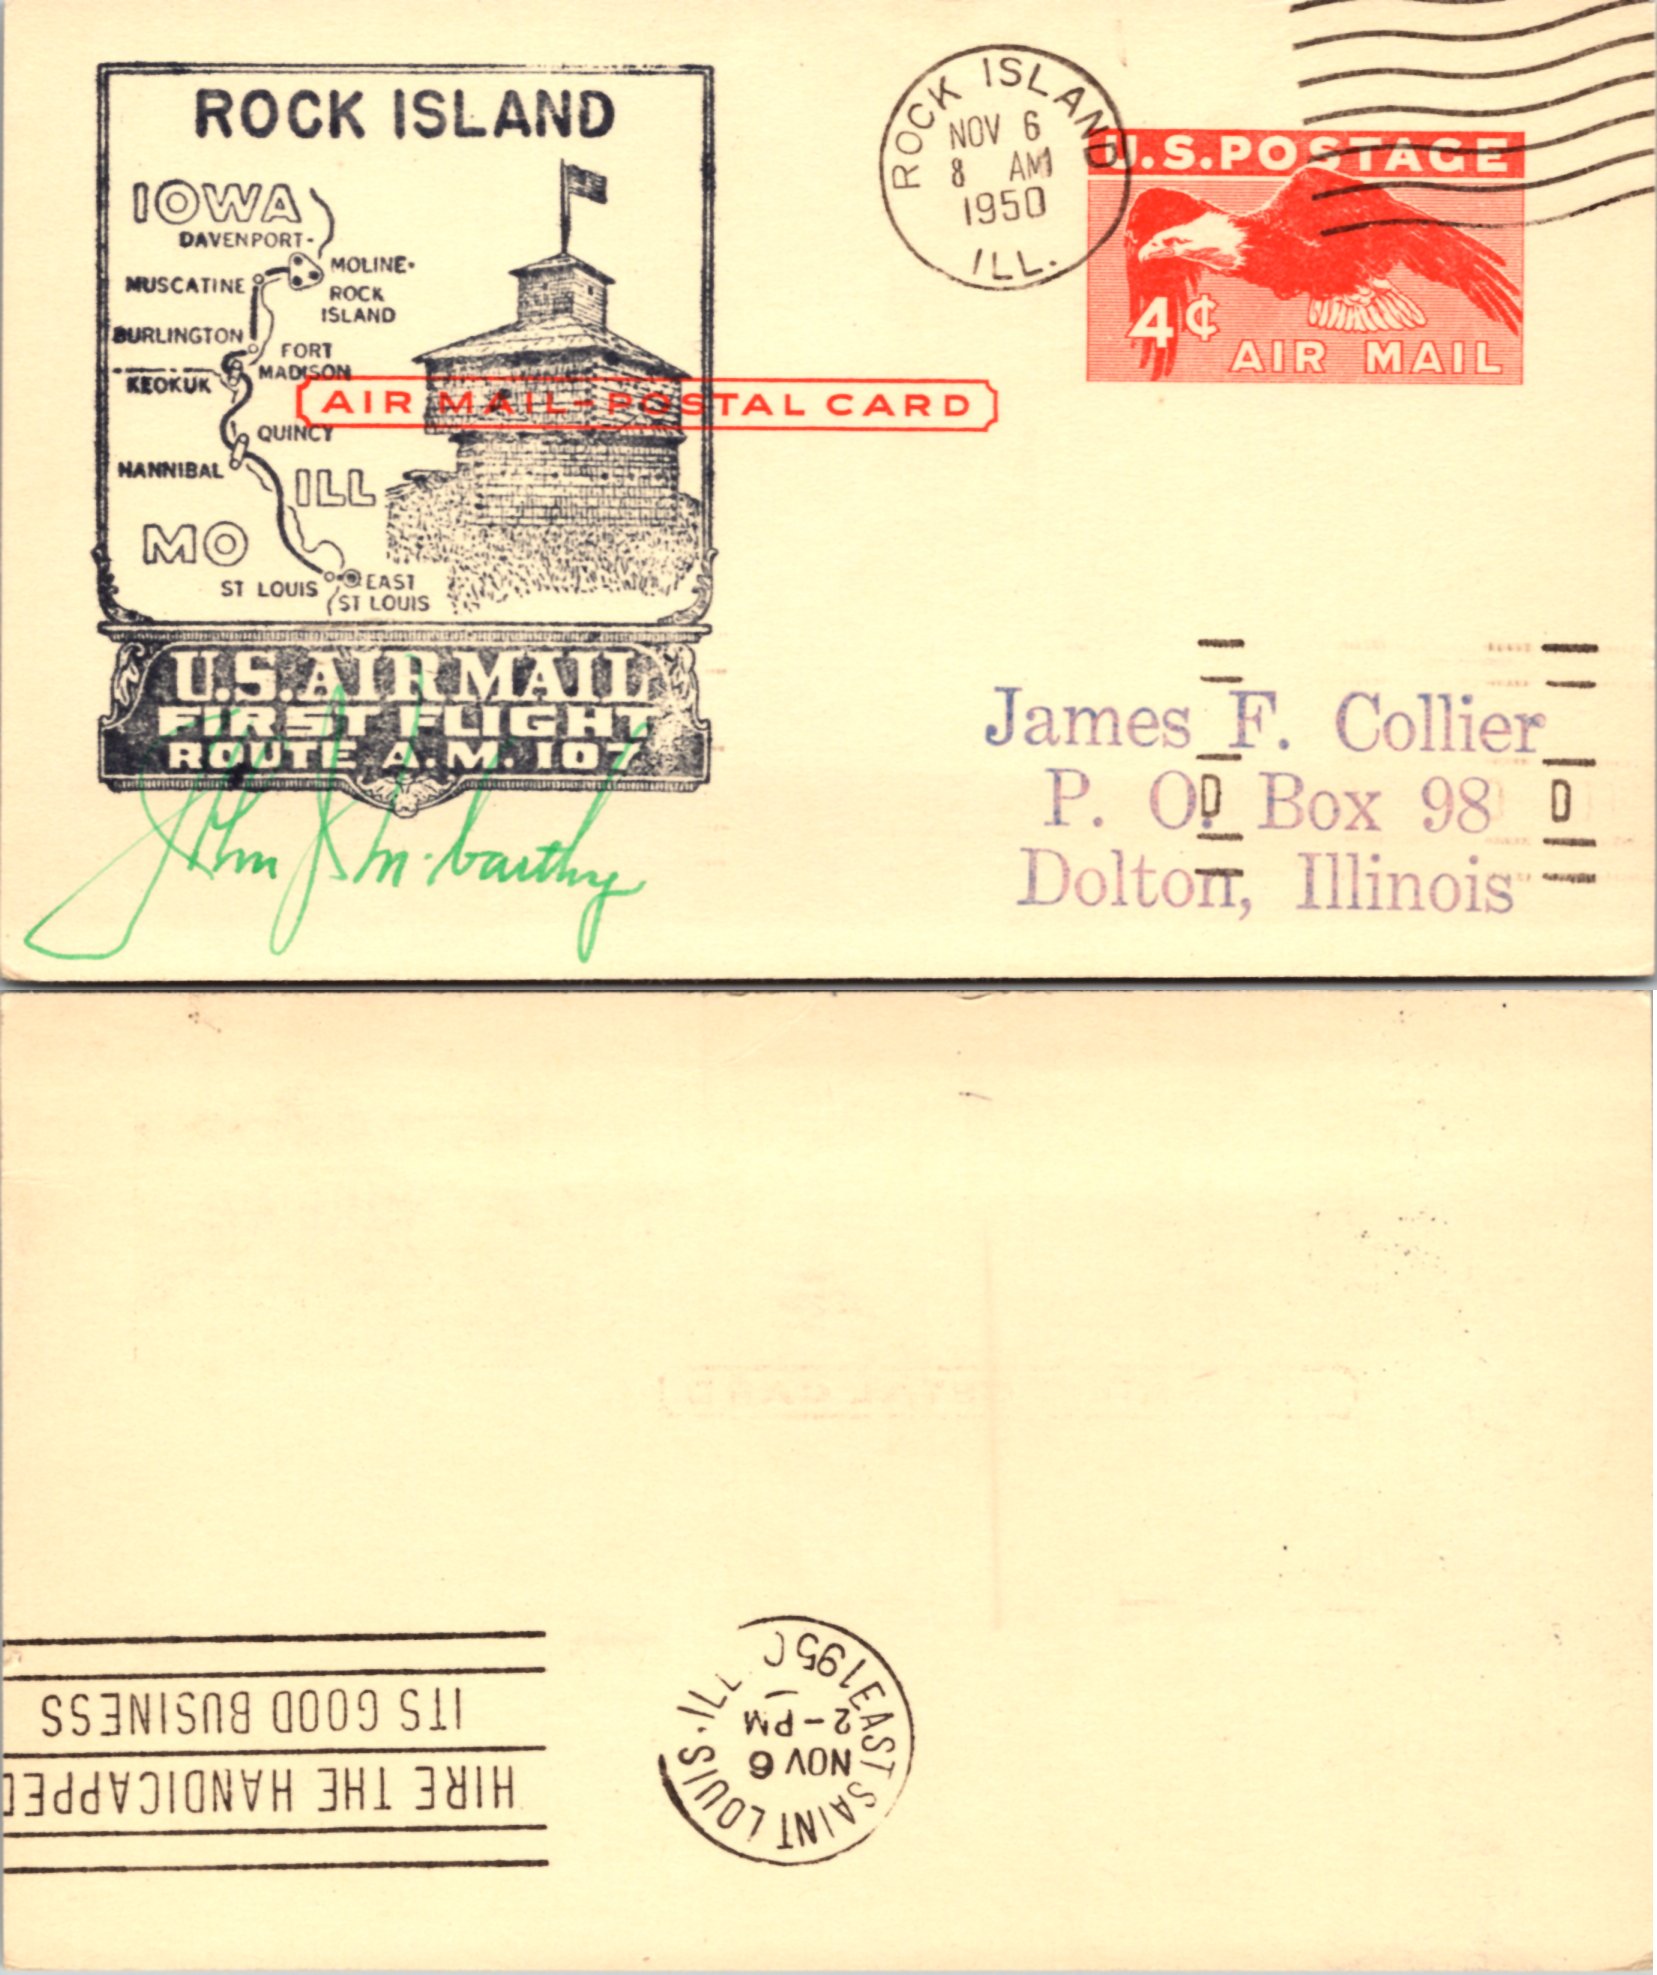 ROCK ISLAND
IOWA
DAVENPORT-
MOLINE-
MUSCATINE
ROCK
ISLAND
BURLINGTON
FORT
MADISON
KEOKUK
QUINCY
HANNIBAL
ILL
MO
ST LOUIS
EAST
ST LOUIS
U.S. AIR MAIL
FIRST FLIGHT
ROUTE A.M. 107
John J. McCarthy
AIR MAIL-POSTAL CARD
ROCK ISLAND
NOV 6
8 AM
1950
ILL.
U.S.POSTAGE
4¢
AIR MAIL
James F. Collier
P. O. Box 98
Dolton, Illinois
D D
EAST SAINT LOUIS. ILL
NOV 6
2-PM
1950
HIRE THE HANDICAPPED
ITS GOOD BUSINESS